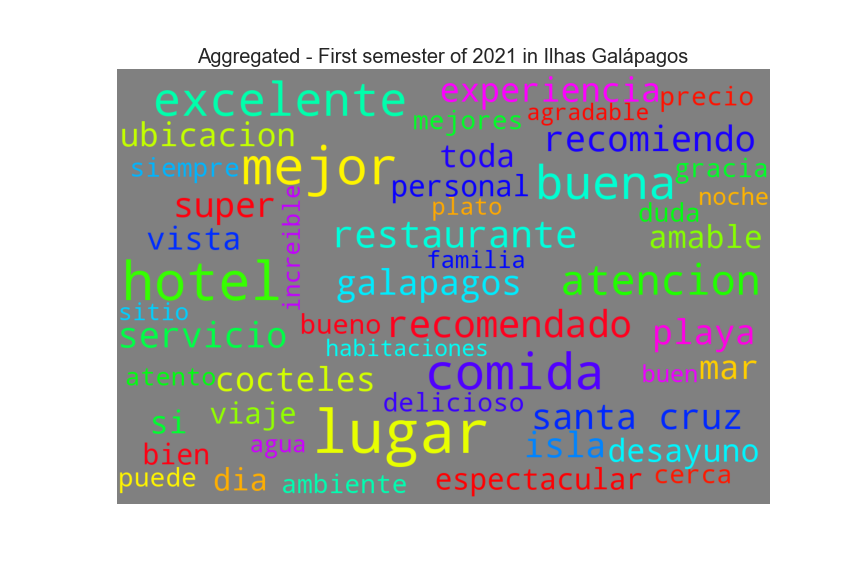 Aggregated - First semester of 2021 in Ilhas Galápagos
excelente
experiencia
precio
mejores
agradable
ubicacion
recomiendo
siempre
mejor
toda
buena
gracia
personal
noche
super
plato
duda
increible
vista
restaurante
amable
familia
hotel
galapagos
atencion
sitio
servicio
bueno
recomendado
playa
habitaciones
atento
cocteles
comida
buen
mar
delicioso
si
viaje
lugar
santa cruz
bien
agua
isla
desayuno
puede
dia
ambiente
espectacular
cerca